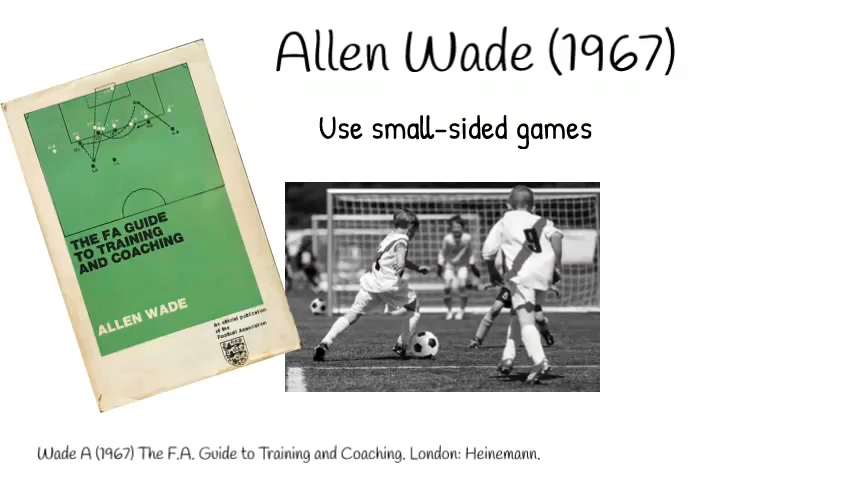 Allen Wade (1967)
Use small-sided games
THE FA GUIDE
TO TRAINING
AND COACHING
ALLEN WADE
An official publication
of the
Football Association
9
Wade A (1967) The F.A. Guide to Training and Coaching. London: Heinemann.